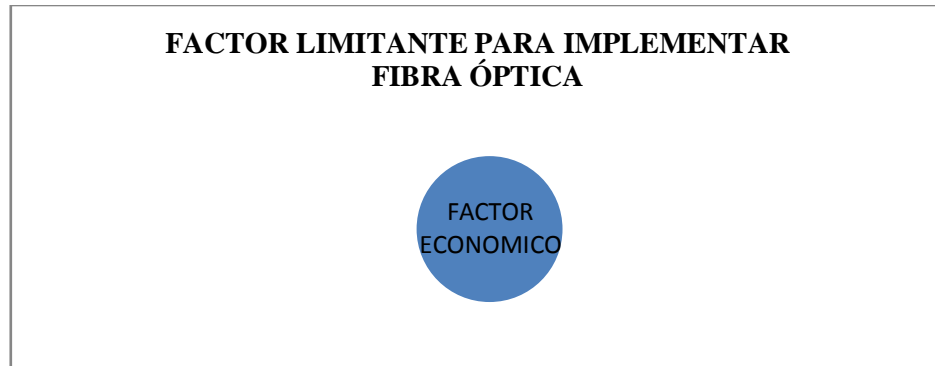 FACTOR LIMITANTE PARA IMPLEMENTAR
FIBRA ÓPTICA
FACTOR
ECONOMICO